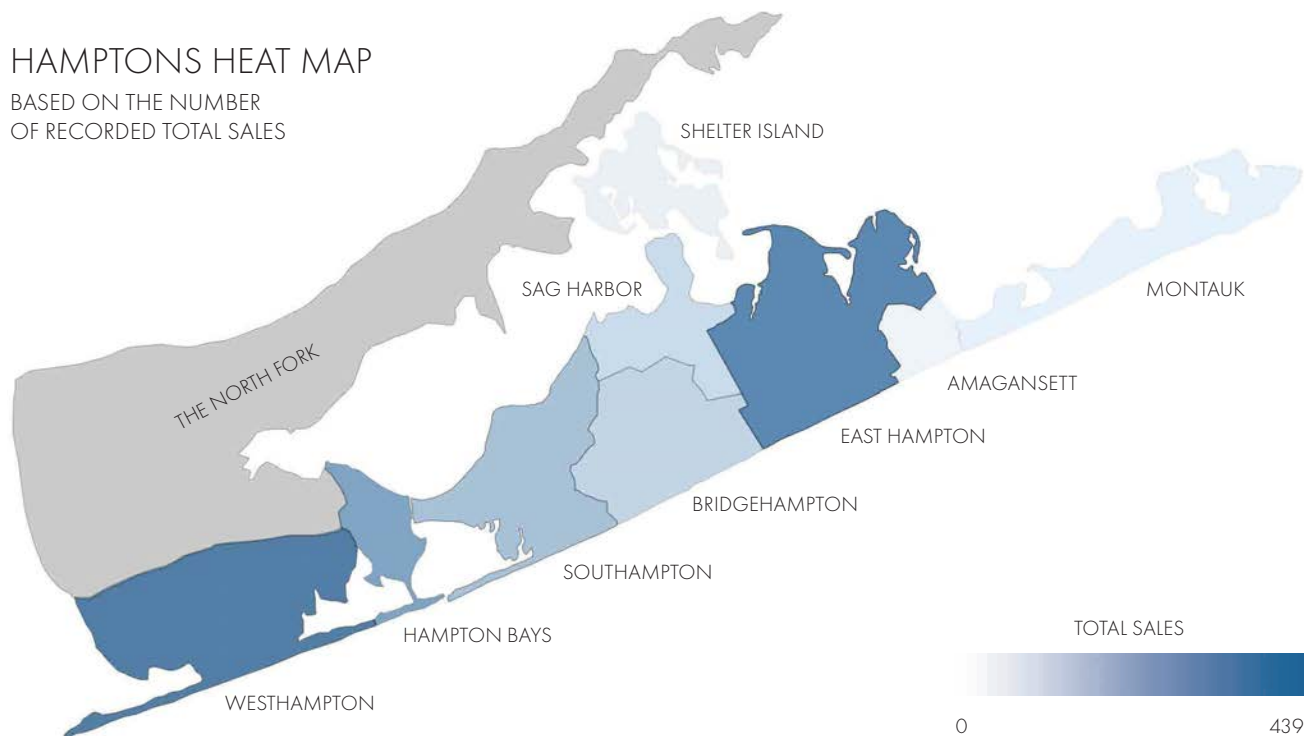 HAMPTONS HEAT MAP
BASED ON THE NUMBER
OF RECORDED TOTAL SALES
SHELTER ISLAND
SAG HARBOR
MONTAUK
THE NORTH FORK
AMAGANSETT
EAST HAMPTON
BRIDGEHAMPTON
SOUTHAMPTON
HAMPTON BAYS
WESTHAMPTON
TOTAL SALES
0 439